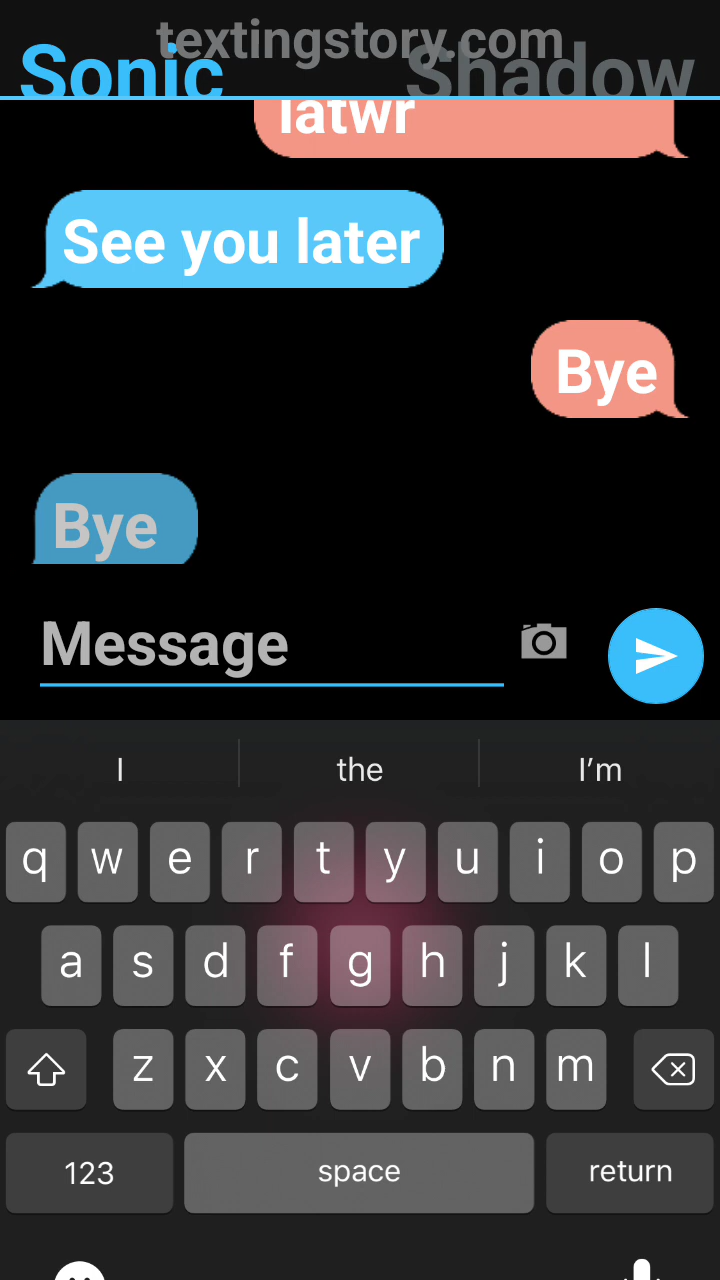 textingstory.com
Sonic Shadow
latwr
See you later
Bye
Bye
Message
I the I’m
q w e r t y u i o p
a s d f g h j k l
z x c v b n m
123 space return